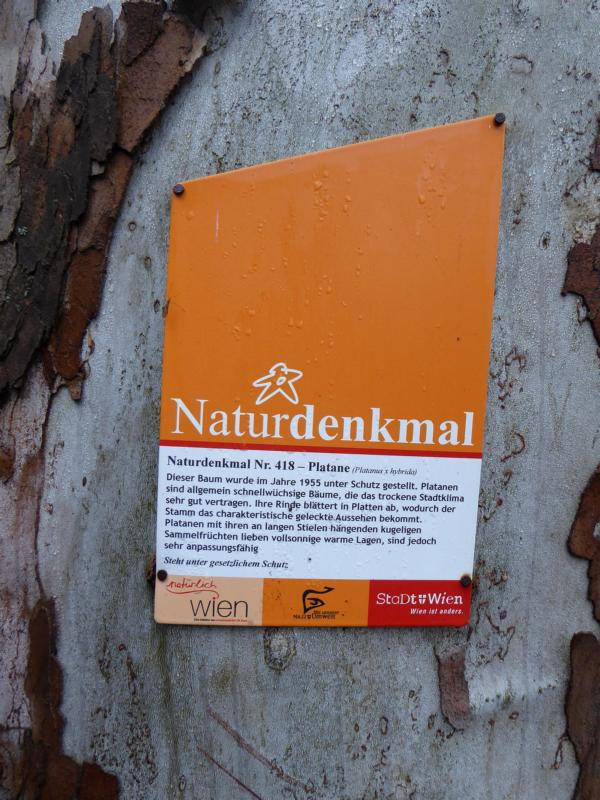 Naturdenkmal
Naturdenkmal Nr. 418 – Platane (Platanus x hybrida)
Dieser Baum wurde im Jahre 1955 unter Schutz gestellt. Platanen
sind allgemein schnellwüchsige Bäume, die das trockene Stadtklima
sehr gut vertragen. Ihre Rinde blättert in Platten ab, wodurch der
Stamm das charakteristische geleckte Aussehen bekommt.
Platanen mit ihren an langen Stielen hängenden kugeligen
Sammelfrüchten lieben vollsonnige warme Lagen, sind jedoch
sehr anpassungsfähig
Steht unter gesetzlichem Schutz
natürlich
wien
MA22 Umwelt
StaDt Wien
Wien ist anders.